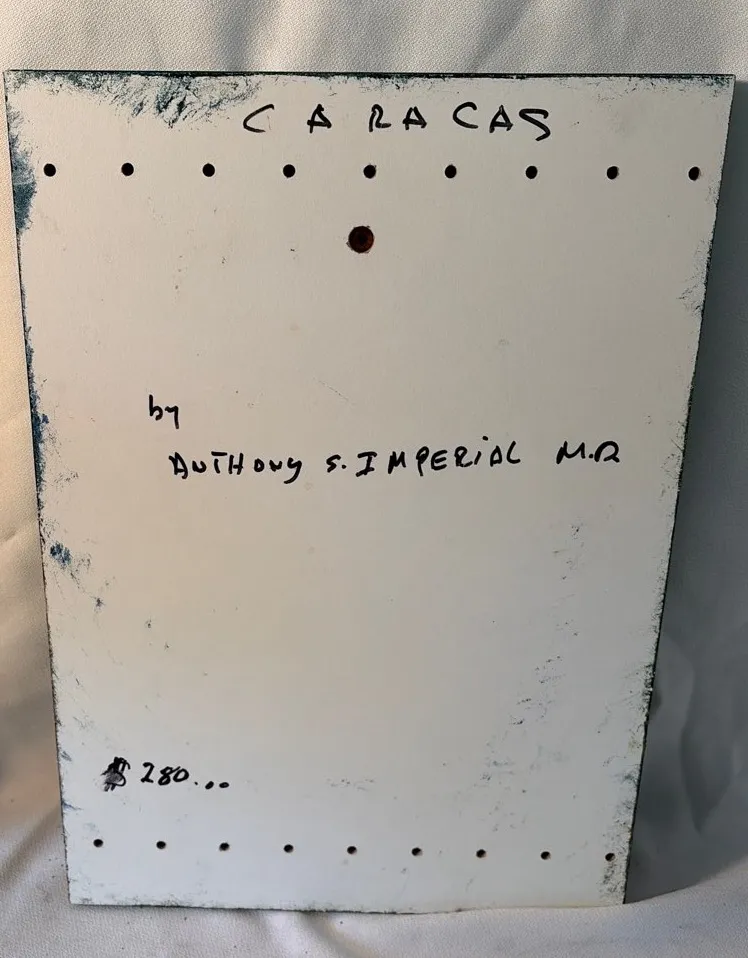 CARACAS
by
ANTHONY S. IMPERIAL M.D
$280...